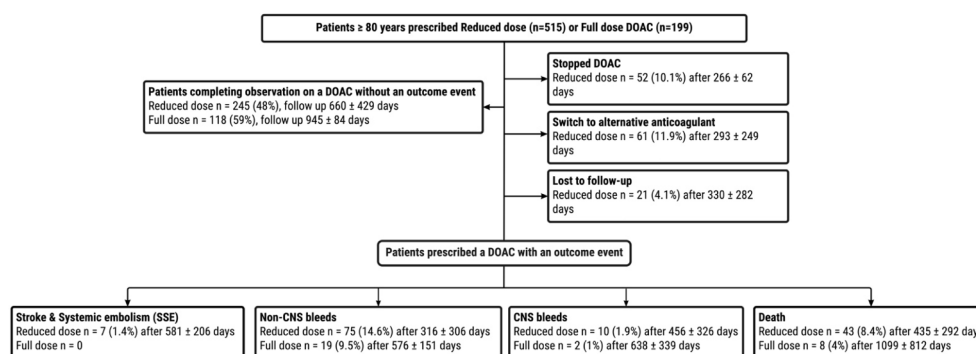 Patients ≥ 80 years prescribed Reduced dose (n=515) or Full dose DOAC (n=199)
Stopped DOAC
Reduced dose n = 52 (10.1%) after 266 ± 62
days
Patients completing observation on a DOAC without an outcome event
Reduced dose n = 245 (48%), follow up 660 ± 429 days
Full dose n = 118 (59%), follow up 945 ± 84 days
Switch to alternative anticoagulant
Reduced dose n = 61 (11.9%) after 293 ± 249
days
Lost to follow-up
Reduced dose n = 21 (4.1%) after 330 ± 282
days
Patients prescribed a DOAC with an outcome event
Stroke & Systemic embolism (SSE)
Reduced dose n = 7 (1.4%) after 581 ± 206 days
Full dose n = 0
Non-CNS bleeds
Reduced dose n = 75 (14.6%) after 316 ± 306 days
Full dose n = 19 (9.5%) after 576 ± 151 days
CNS bleeds
Reduced dose n = 10 (1.9%) after 456 ± 326 days
Full dose n = 2 (1%) after 638 ± 339 days
Death
Reduced dose n = 43 (8.4%) after 435 ± 292 day
Full dose n = 8 (4%) after 1099 ± 812 days